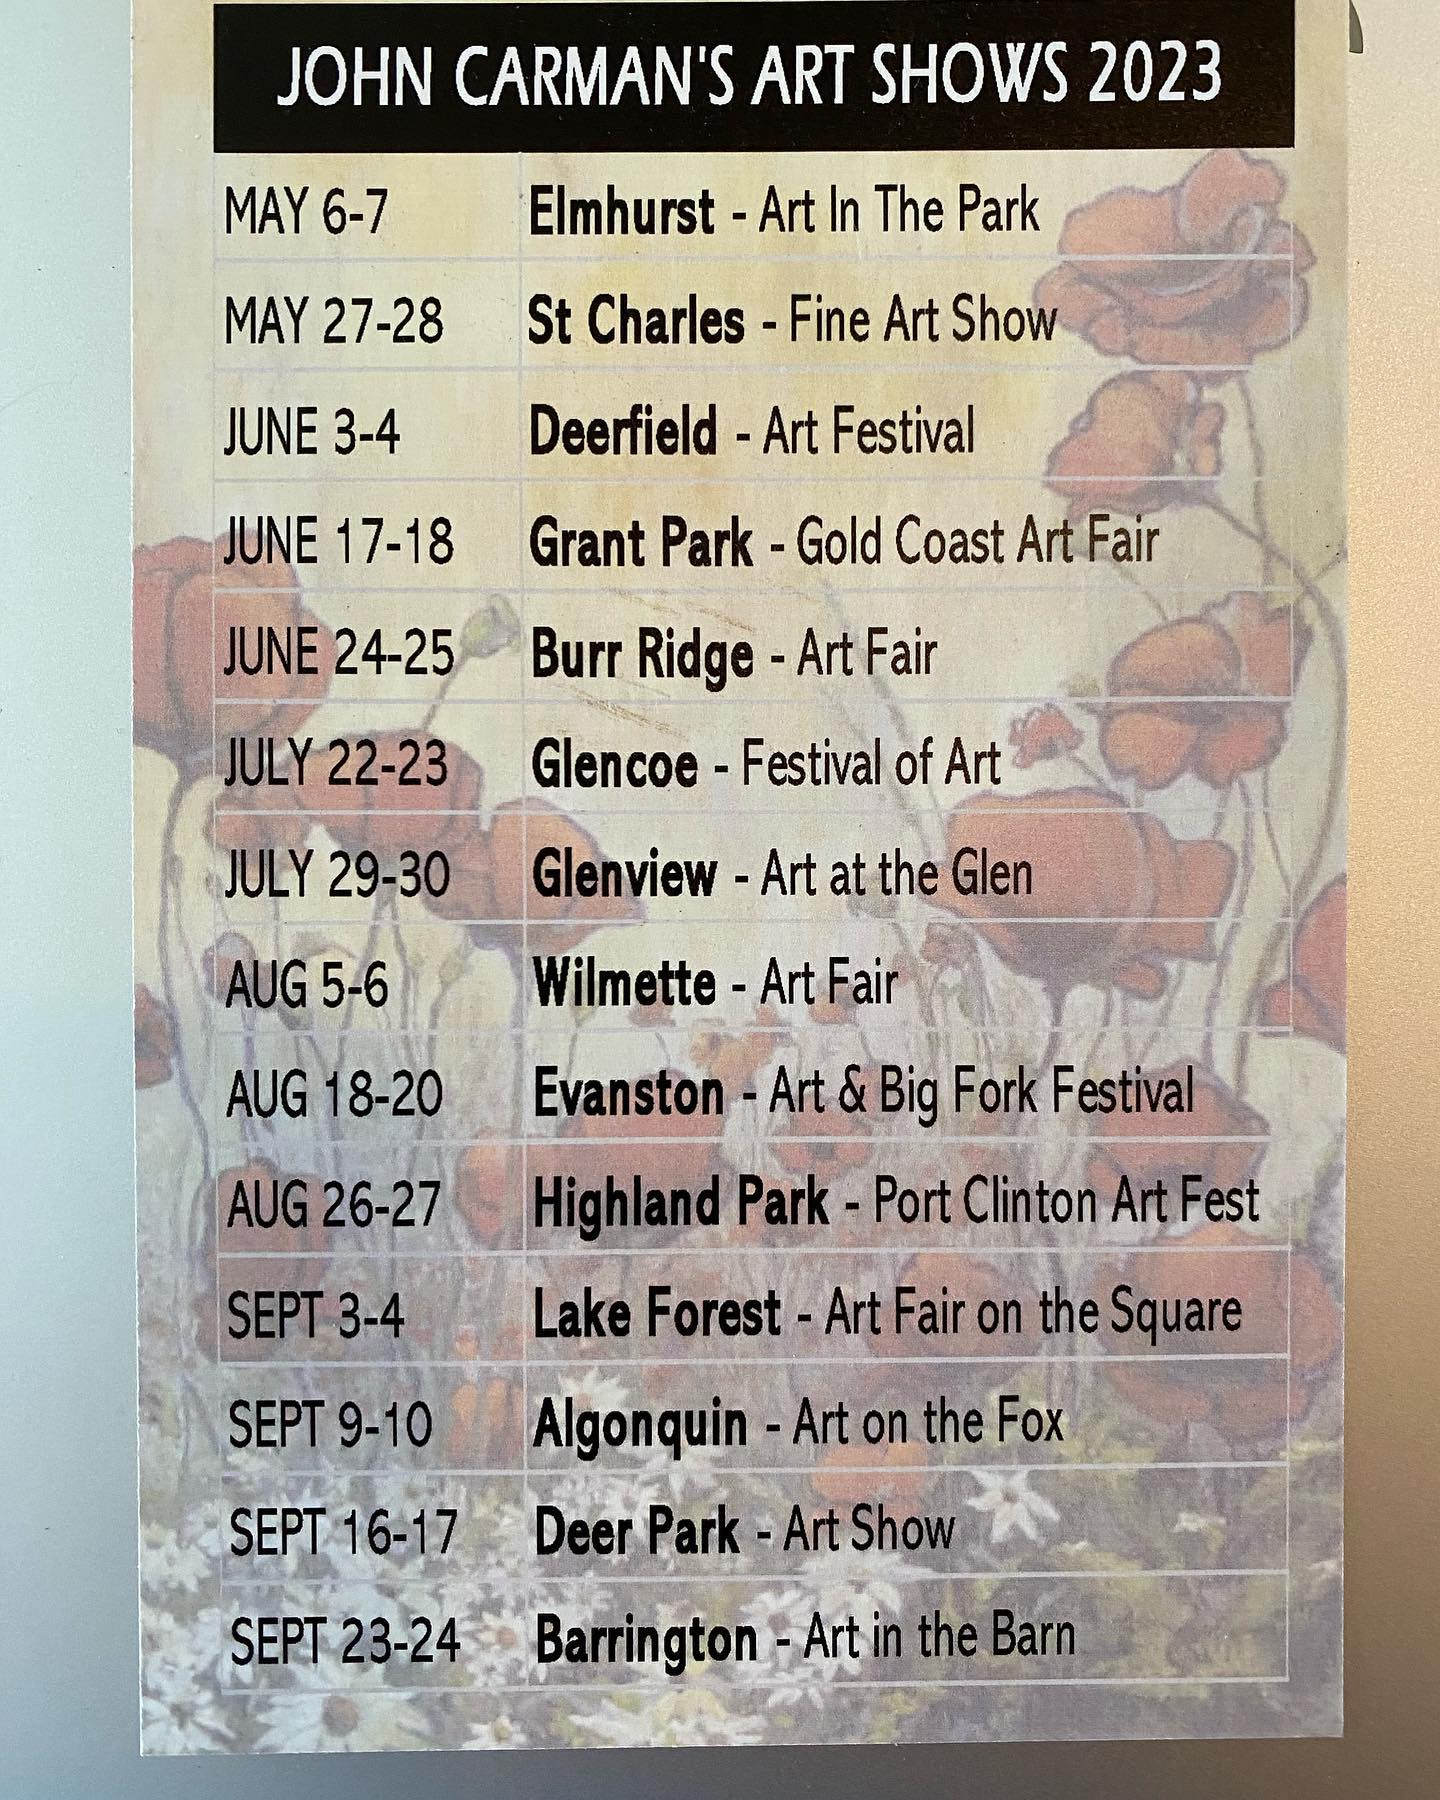 JOHN CARMAN'S ART SHOWS 2023
MAY 6-7 Elmhurst - Art In The Park
MAY 27-28 St Charles - Fine Art Show
JUNE 3-4 Deerfield - Art Festival
JUNE 17-18 Grant Park - Gold Coast Art Fair
JUNE 24-25 Burr Ridge - Art Fair
JULY 22-23 Glencoe - Festival of Art
JULY 29-30 Glenview - Art at the Glen
AUG 5-6 Wilmette - Art Fair
AUG 18-20 Evanston - Art & Big Fork Festival
AUG 26-27 Highland Park - Port Clinton Art Fest
SEPT 3-4 Lake Forest - Art Fair on the Square
SEPT 9-10 Algonquin - Art on the Fox
SEPT 16-17 Deer Park - Art Show
SEPT 23-24 Barrington - Art in the Barn